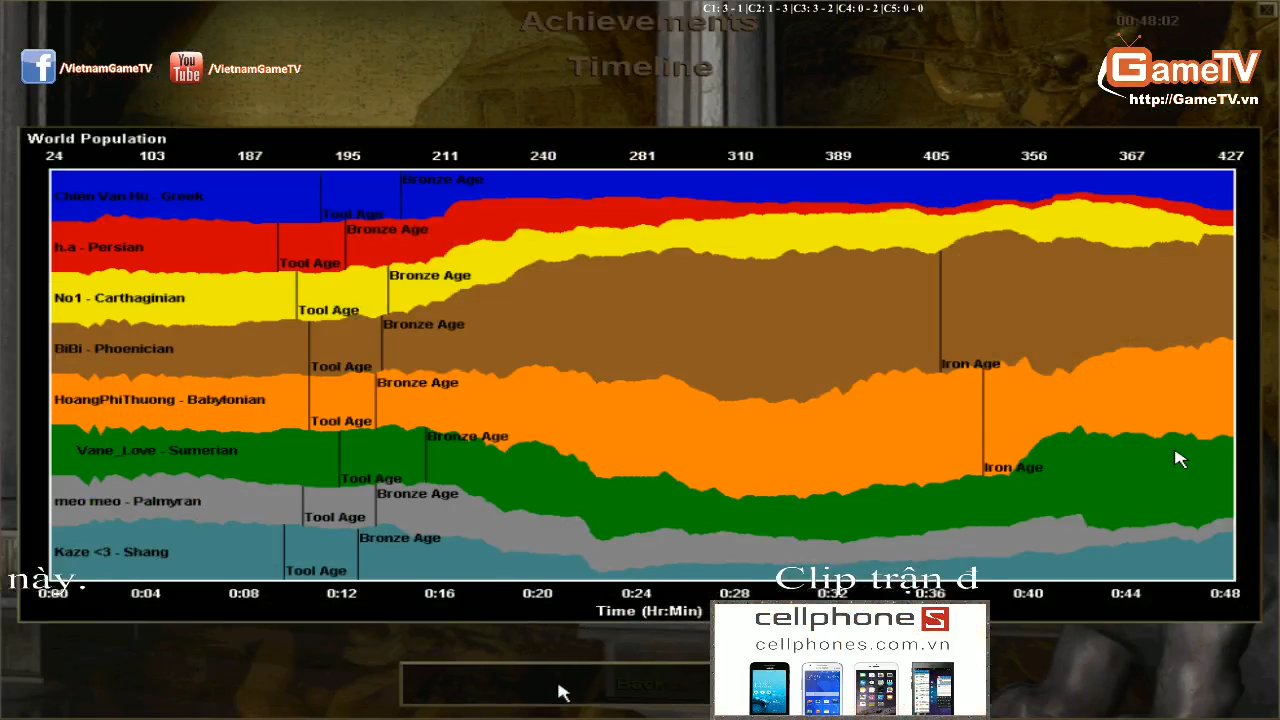 C1: 3 - 1 |C2: 1 - 3 |C3: 3 - 2 |C4: 0 - 2 |C5: 0 - 0
Achievements
00:48:02
Timeline
/VietnamGameTV
You Tube /VietnamGameTV
GameTV
http://GameTV.vn
World Population
24 103 187 195 211 240 281 310 389 405 356 367 427
Bronze Age
Chiên Van Hu - Greek
Tool Age
Bronze Age
h.a - Persian
Tool Age
Bronze Age
No1 - Carthaginian
Tool Age
Bronze Age
BiBi - Phoenician
Iron Age
Tool Age
Bronze Age
HoangPhiThuong - Babylonian
Tool Age
Bronze Age
Vane_Love - Sumerian
Iron Age
Tool Age
Bronze Age
meo meo - Palmyran
Tool Age
Bronze Age
Kaze <3 - Shang
Tool Age
này. Clip trận đ
0:00 0:04 0:08 0:12 0:16 0:20 0:24 0:28 0:32 0:36 0:40 0:44 0:48
Time (Hr:Min)
cellphone S
cellphones.com.vn
Back